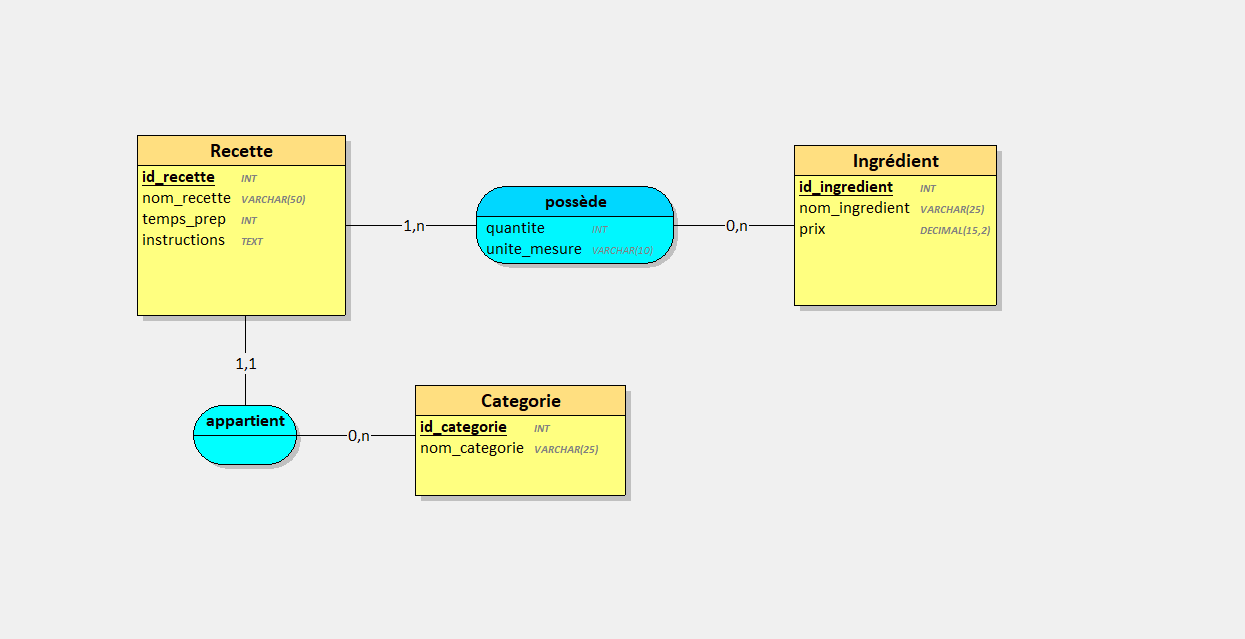 Recette
id_recette INT
nom_recette VARCHAR(50)
temps_prep INT
instructions TEXT
1,n
possède
quantite INT
unite_mesure VARCHAR(10)
0,n
Ingrédient
id_ingredient INT
nom_ingredient VARCHAR(25)
prix DECIMAL(15,2)
1,1
appartient
0,n
Categorie
id_categorie INT
nom_categorie VARCHAR(25)